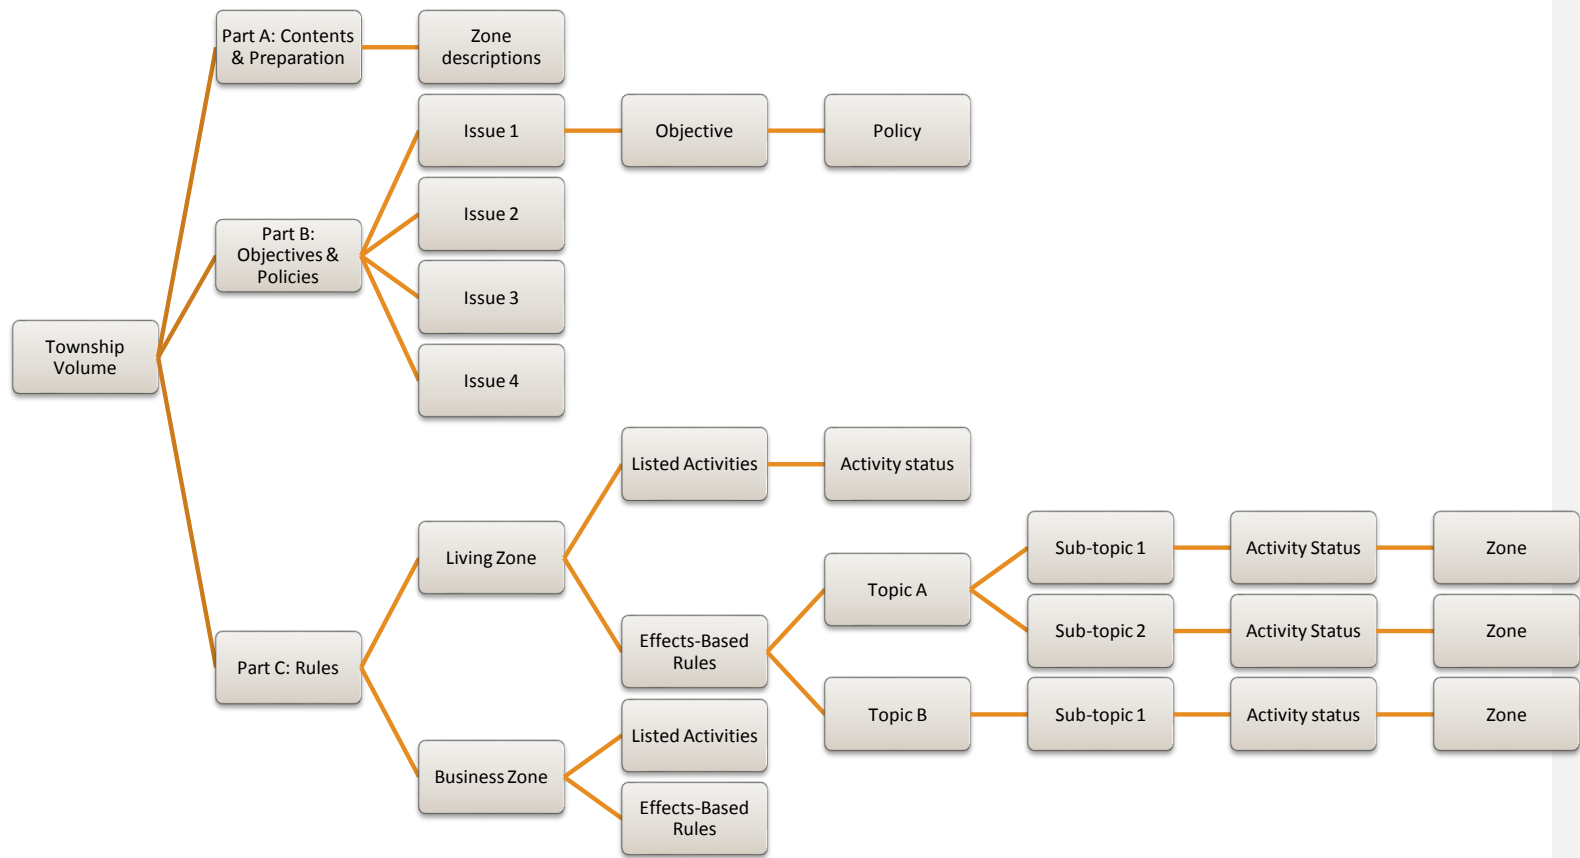 Part A: Contents
& Preparation
Zone
descriptions
Issue 1
Objective
Policy
Issue 2
Part B:
Objectives &
Policies
Issue 3
Township
Volume
Issue 4
Listed Activities
Activity status
Living Zone
Sub-topic 1
Activity Status
Zone
Topic A
Effects-Based
Rules
Sub-topic 2
Activity Status
Zone
Part C: Rules
Topic B
Sub-topic 1
Activity status
Zone
Listed Activities
Business Zone
Effects-Based
Rules